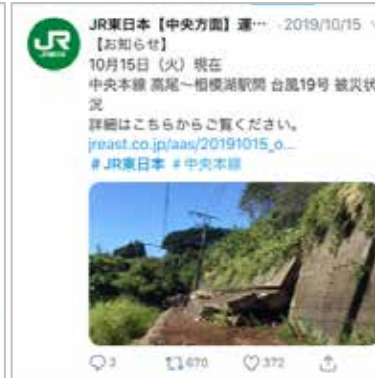 JR
JR東日本【中央方面】運… ・2019/10/15
【お知らせ】
10月15日（火）現在
中央本線 高尾～相模湖駅間 台風19号 被災状
況
詳細はこちらからご覧ください。
jreast.co.jp/aas/20191015_o...
#JR東日本 #中央本線
3 670 372